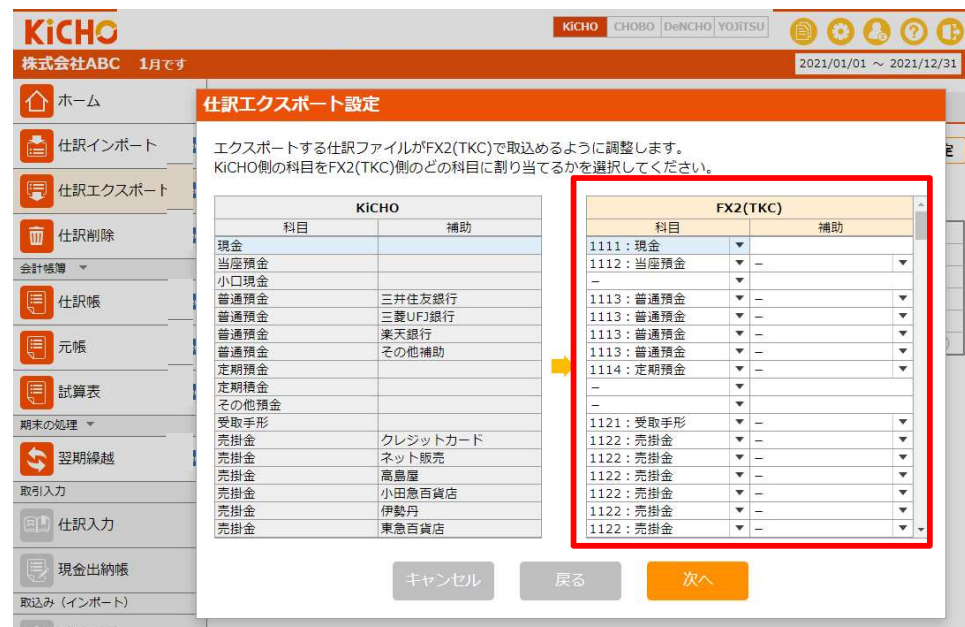 KiCHO
KiCHO CHOBO DeNCHO YOJiTSU
株式会社ABC 1月です
2021/01/01 ～ 2021/12/31
ホーム
仕訳インポート
仕訳エクスポート
仕訳削除
会計帳簿
仕訳帳
元帳
試算表
期末の処理
翌期繰越
取引入力
仕訳入力
現金出納帳
取込み（インポート）
仕訳エクスポート設定
エクスポートする仕訳ファイルがFX2(TKC)で取込めるように調整します。
KiCHO側の科目をFX2(TKC)側のどの科目に割り当てるかを選択してください。
KiCHO FX2(TKC)
科目 補助 科目 補助
現金 1111：現金
当座預金 1112：当座預金 –
小口現金 –
普通預金 三井住友銀行 1113：普通預金 –
普通預金 三菱UFJ銀行 1113：普通預金 –
普通預金 楽天銀行 1113：普通預金 –
普通預金 その他補助 1113：普通預金 –
定期預金 1114：定期預金 –
定期積金 –
その他預金 –
受取手形 1121：受取手形 –
売掛金 クレジットカード 1122：売掛金 –
売掛金 ネット販売 1122：売掛金 –
売掛金 高島屋 1122：売掛金 –
売掛金 小田急百貨店 1122：売掛金 –
売掛金 伊勢丹 1122：売掛金 –
売掛金 東急百貨店 1122：売掛金 –
キャンセル 戻る 次へ